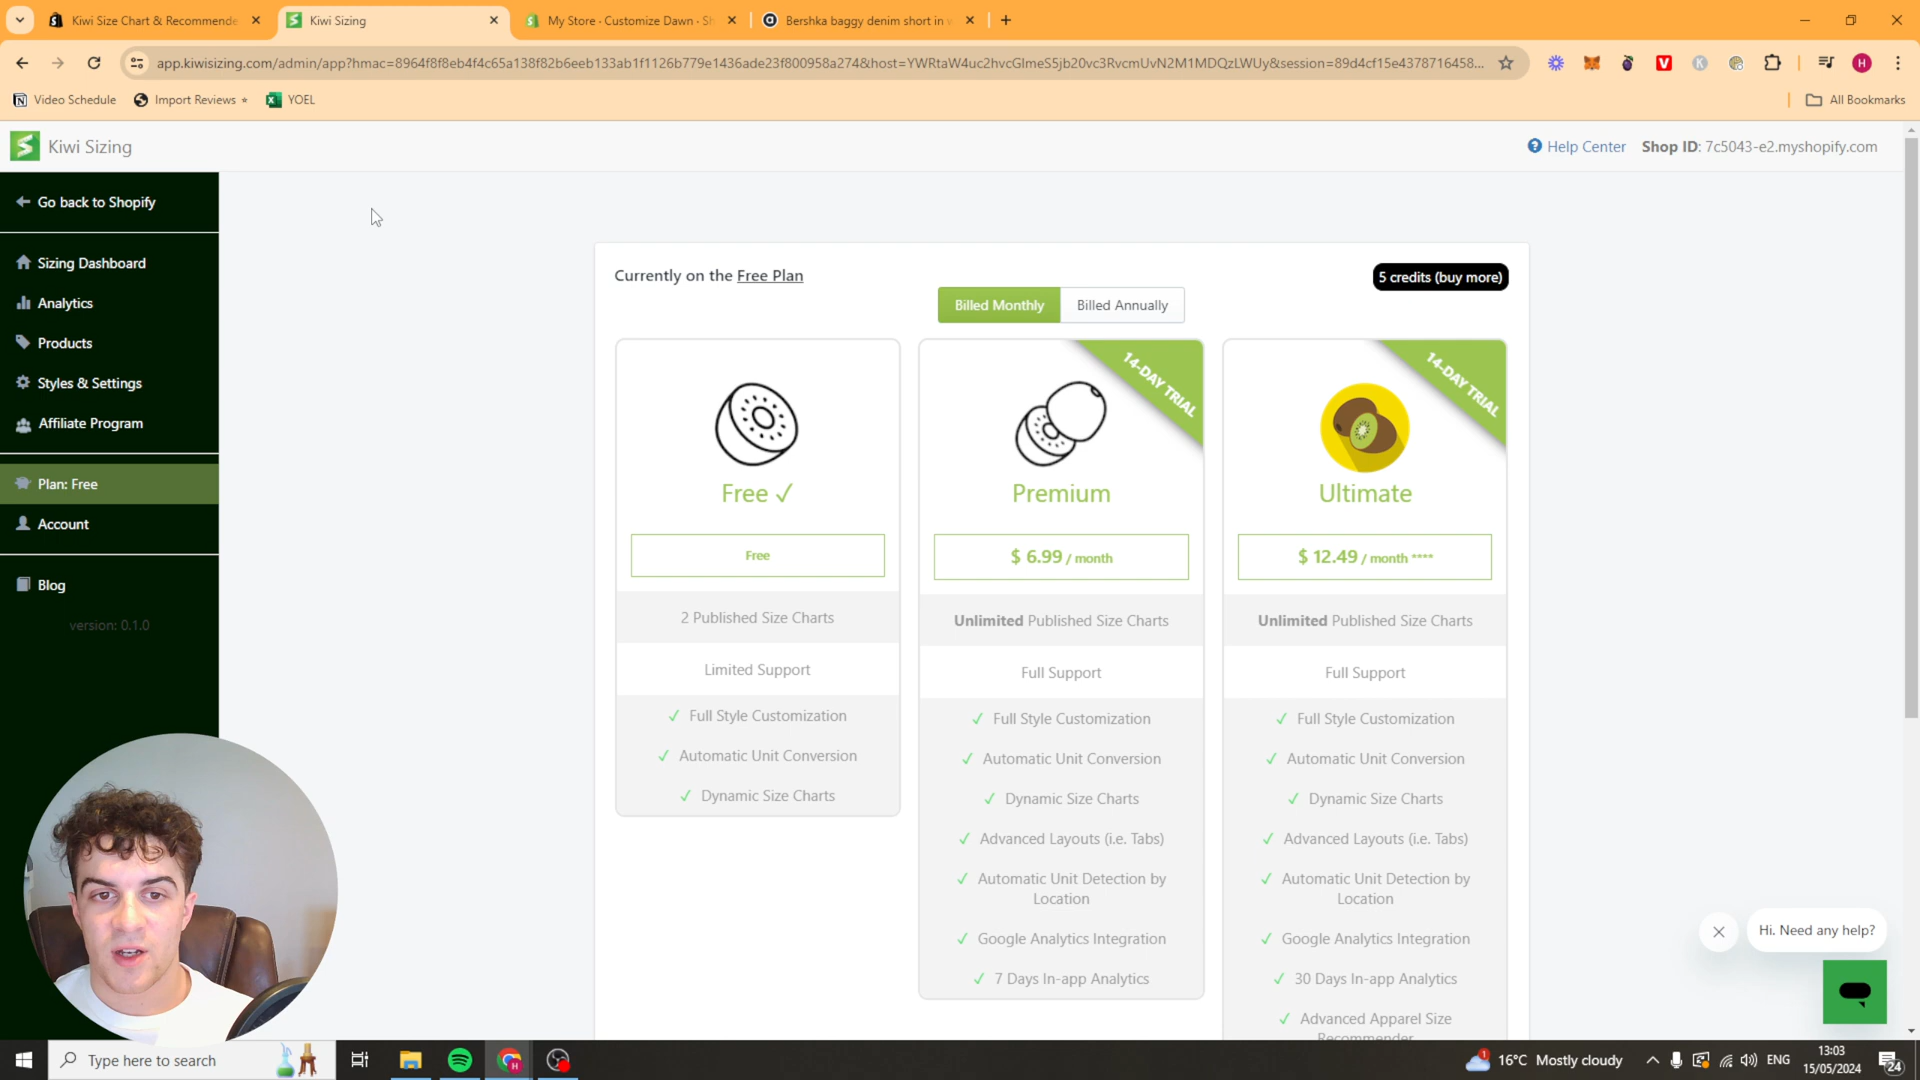 Kiwi Size Chart & Recommende
Kiwi Sizing
My Store · Customize Dawn · Sh
Bershka baggy denim short in w
app.kiwisizing.com/admin/app?hmac=8964f8f8eb4f4c65a138f82b6eeb133ab1f1126b779e1436ade23f800958a274&host=YWRtaW4uc2hvcGlmeS5jb20vc3RvcmUvN2M1MDQzLWUy&session=89d4cf15e4378716458...
Video Schedule
Import Reviews
YOEL
All Bookmarks
Kiwi Sizing
Help Center
Shop ID: 7c5043-e2.myshopify.com
Go back to Shopify
Sizing Dashboard
Analytics
Products
Styles & Settings
Affiliate Program
Plan: Free
Account
Blog
version: 0.1.0
Currently on the Free Plan
5 credits (buy more)
Billed Monthly
Billed Annually
Free ✓
Free
2 Published Size Charts
Limited Support
✓ Full Style Customization
✓ Automatic Unit Conversion
✓ Dynamic Size Charts
14-DAY TRIAL
Premium
$ 6.99 / month
Unlimited Published Size Charts
Full Support
✓ Full Style Customization
✓ Automatic Unit Conversion
✓ Dynamic Size Charts
✓ Advanced Layouts (i.e. Tabs)
✓ Automatic Unit Detection by
Location
✓ Google Analytics Integration
✓ 7 Days In-app Analytics
14-DAY TRIAL
Ultimate
$ 12.49 / month ****
Unlimited Published Size Charts
Full Support
✓ Full Style Customization
✓ Automatic Unit Conversion
✓ Dynamic Size Charts
✓ Advanced Layouts (i.e. Tabs)
✓ Automatic Unit Detection by
Location
✓ Google Analytics Integration
✓ 30 Days In-app Analytics
✓ Advanced Apparel Size
Recommender
Hi. Need any help?
Type here to search
1
16°C Mostly cloudy
ENG
13:03
15/05/2024
24